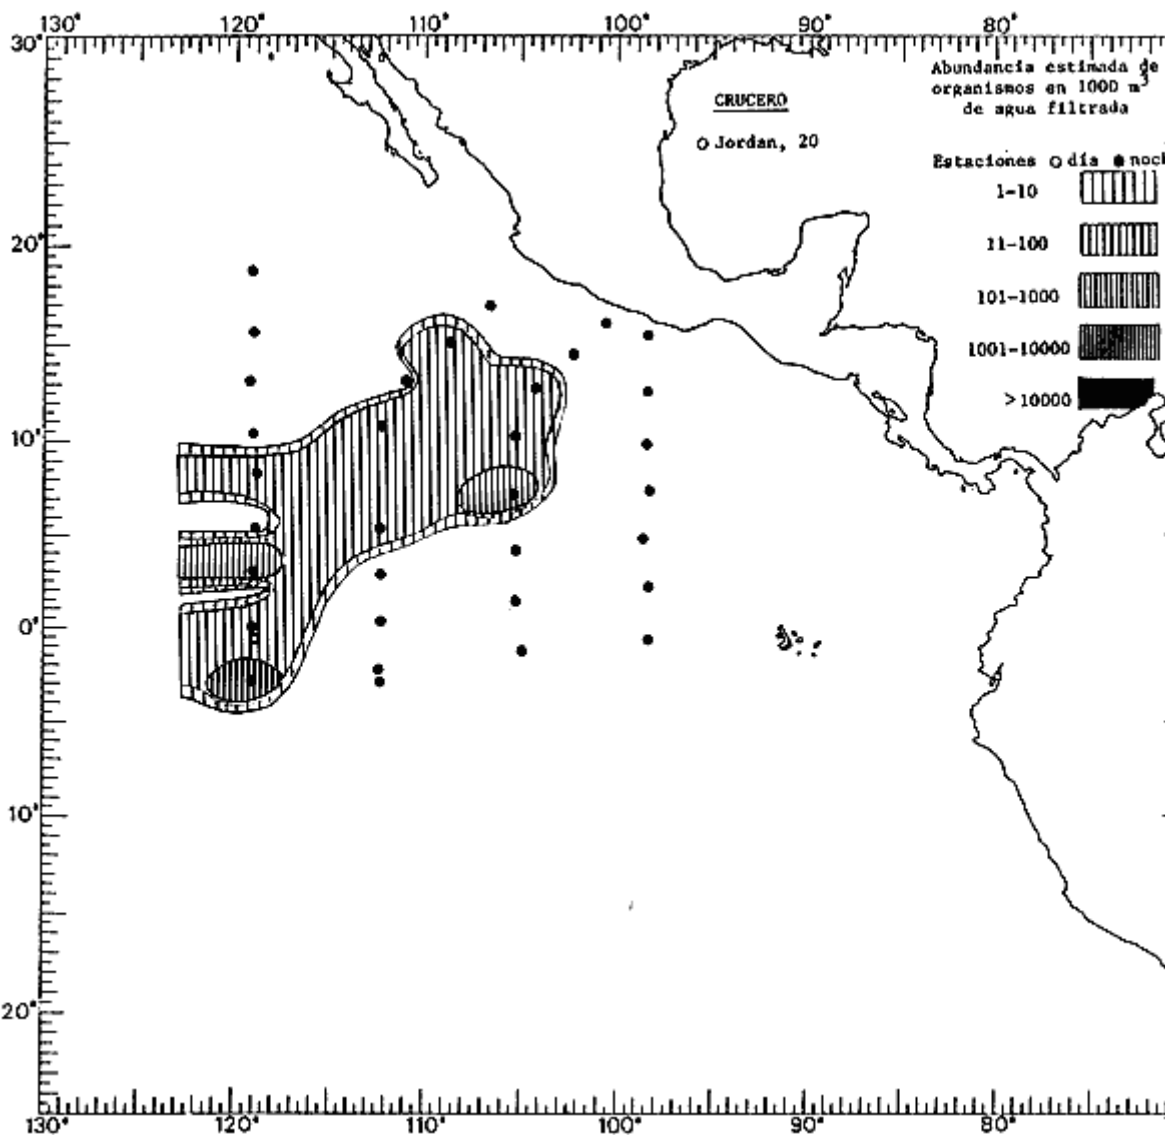 130° 120° 110° 100° 90° 80°
30°
Abundancia estimada de
organismos en 1000 m³
de agua filtrada
CRUCERO
Jordan, 20
Estaciones ○ día ● noch
1-10
20°
11-100
101-1000
1001-10000
>10000
10°
0°
10°
20°
130° 120° 110° 100° 90° 80°